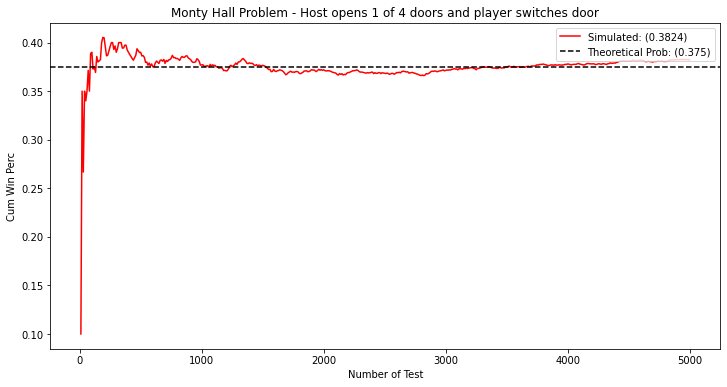 Monty Hall Problem - Host opens 1 of 4 doors and player switches door
Simulated: (0.3824)
Theoretical Prob: (0.375)
Cum Win Perc
0.40
0.35
0.30
0.25
0.20
0.15
0.10
0
1000
2000
3000
4000
5000
Number of Test